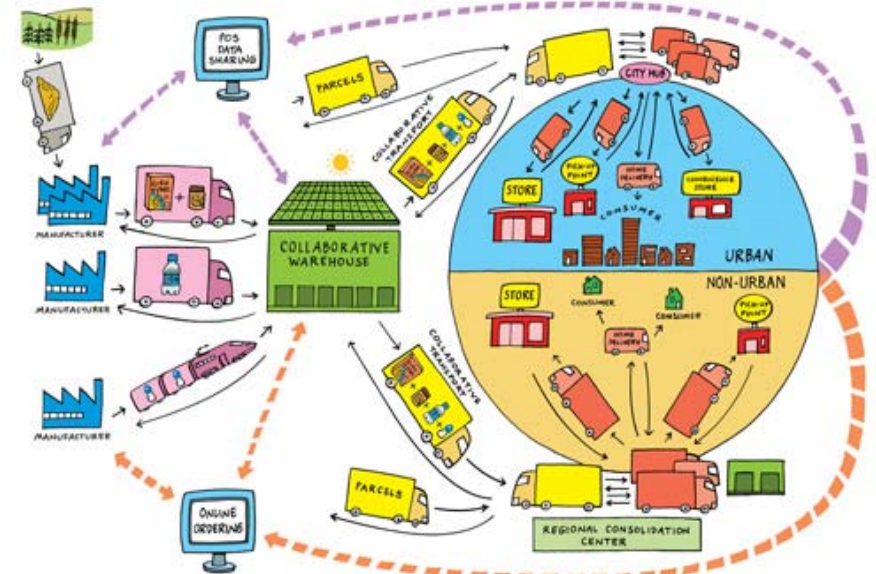 POS
DATA
SHARING
PARCELS
COLLABORATIVE
TRANSPORT
CITY HUB
MANUFACTURER
COLLABORATIVE
WAREHOUSE
STORE
PICK-UP
POINT
HOME
DELIVERY
CONVENIENCE
STORE
CONSUMER
URBAN
MANUFACTURER
NON-URBAN
STORE
CONSUMER
CONSUMER
PICK-UP
POINT
HOME
DELIVERY
COLLABORATIVE
TRANSPORT
MANUFACTURER
PARCELS
ONLINE
ORDERING
REGIONAL CONSOLIDATION
CENTER